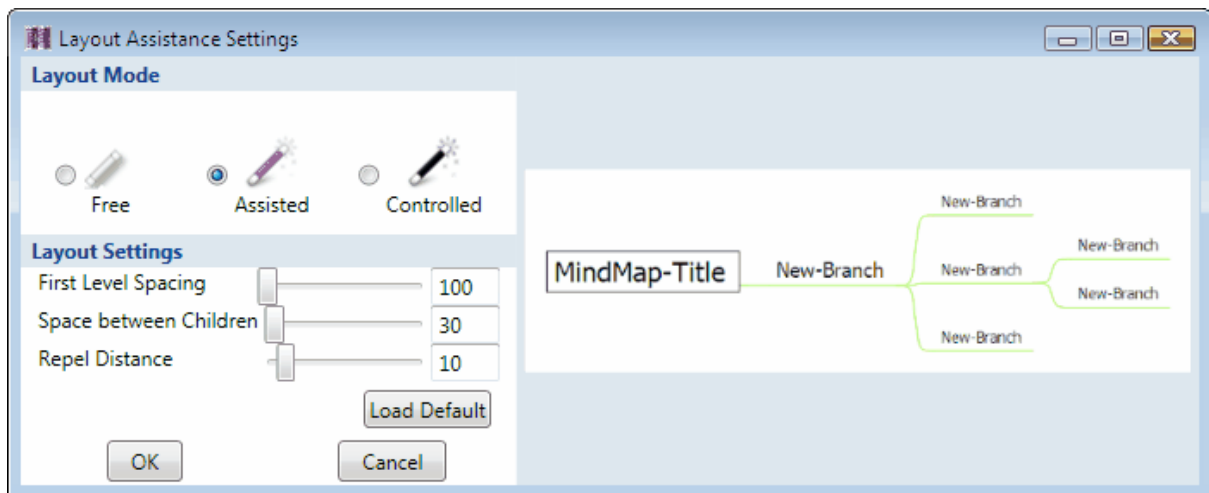 Layout Assistance Settings
Layout Mode
Free Assisted Controlled
Layout Settings
First Level Spacing 100
Space between Children 30
Repel Distance 10
Load Default
OK Cancel
New-Branch
MindMap-Title New-Branch New-Branch New-Branch
New-Branch
New-Branch